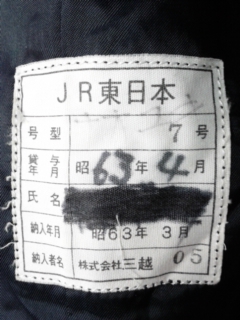 JR東日本
号型 7号
貸与年月 昭63年4月
氏名
納入年月 昭63年 3月
納入者名 株式会社三越 05